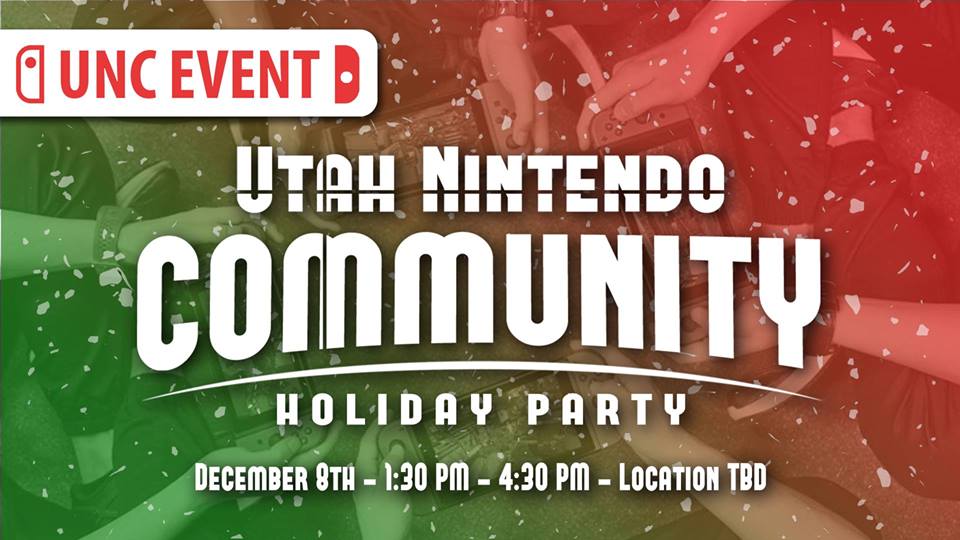 UNC EVENT
Utah Nintendo
COMMUNITY
HOLIDAY PARTY
December 8th – 1:30 PM – 4:30 PM – Location TBD